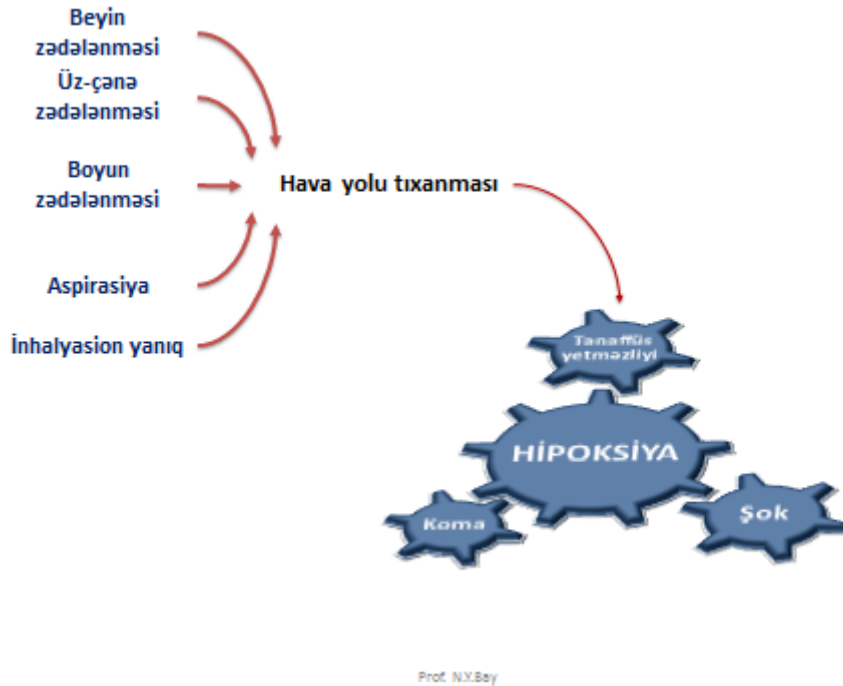 Beyin
zədələnməsi
Üz-çənə
zədələnməsi
Boyun
zədələnməsi
Hava yolu tıxanması
Aspirasiya
İnhalyasion yanıq
Tanəffüs
yetməzliyi
HİPOKSİYA
Koma
Şok
Prof. N.Y.Bay